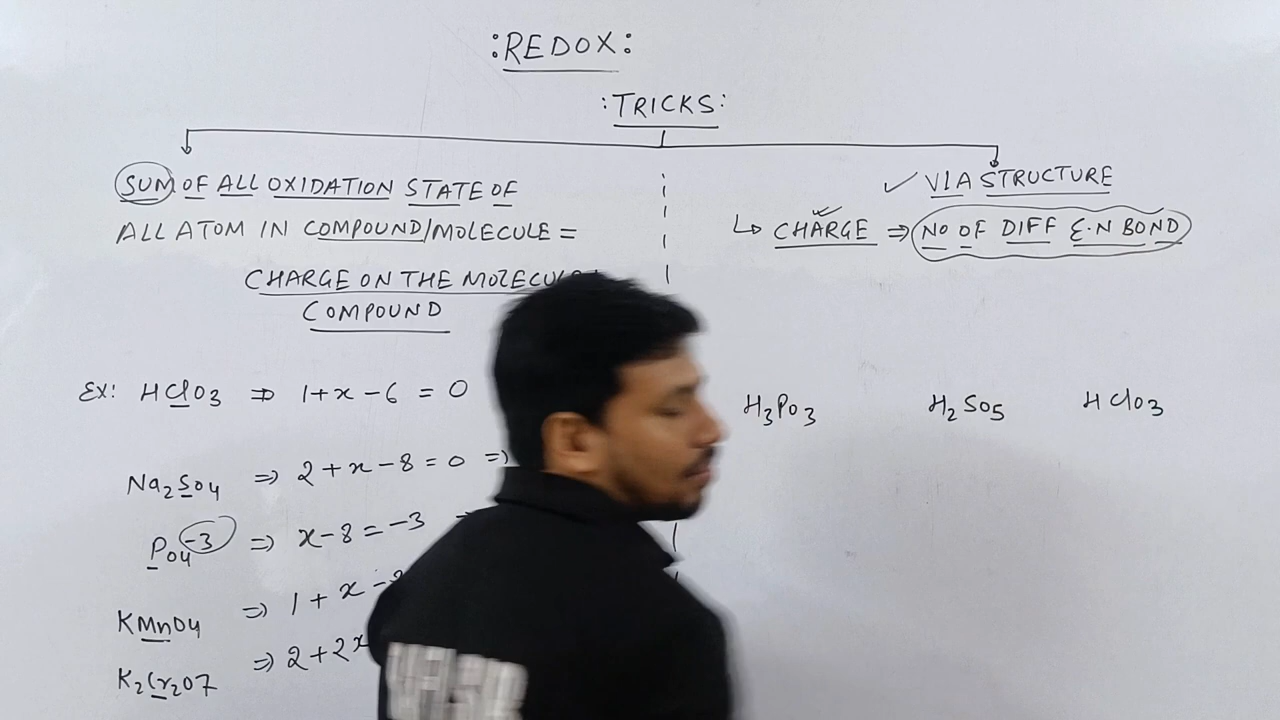 :REDOX:
:TRICKS:
SUM OF ALL OXIDATION STATE OF
ALL ATOM IN COMPOUND/MOLECULE =
CHARGE ON THE
COMPOUND
✓ VIA STRUCTURE
↳ CHARGE ⇒ NO OF DIFF E·N BOND
EX: HClO3 ⇒ 1+x-6 = 0
Na2SO4 ⇒ 2+x-8=0 ⇒
PO4-3 ⇒ x-8=-3
KMnO4 ⇒ 1+x-
K2Cr2O7 ⇒ 2+2x
H3PO3 H2SO5 HClO3